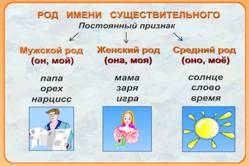 РОД ИМЕНИ СУЩЕСТВИТЕЛЬНОГО
Постоянный признак
Мужской род Женский род Средний род
(он, мой) (она, моя) (оно, моё)
папа мама солнце
орех заря слово
нарцисс игра время